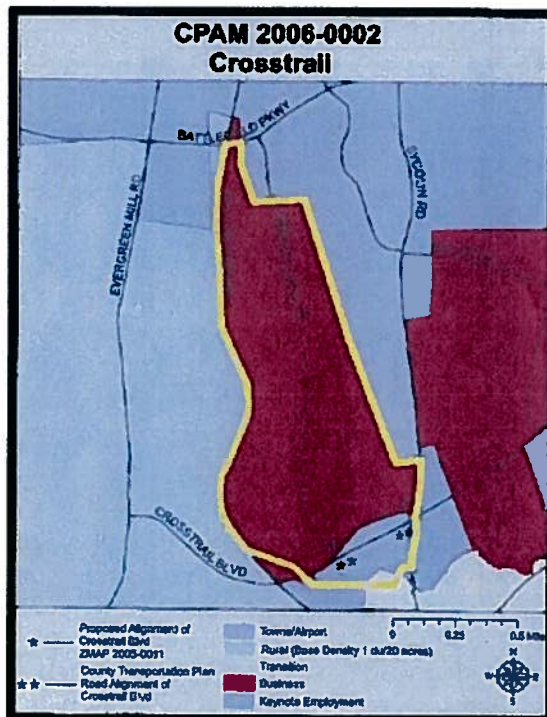 CPAM 2006-0002
Crosstrail
BATTLEFIELD PKWY
EVERGREEN MILL RD
SYCOLIN RD
CROSSTRAIL BLVD
* Proposed Alignment of
Crosstrail Blvd
ZMAP 2005-0011
** County Transportation Plan
Road Alignment of
Crosstrail Blvd
Towns/Airport
Rural (Base Density 1 du/20 acres)
Transition
Business
Keynote Employment
0 0.25 0.5 Miles
N
W E
S